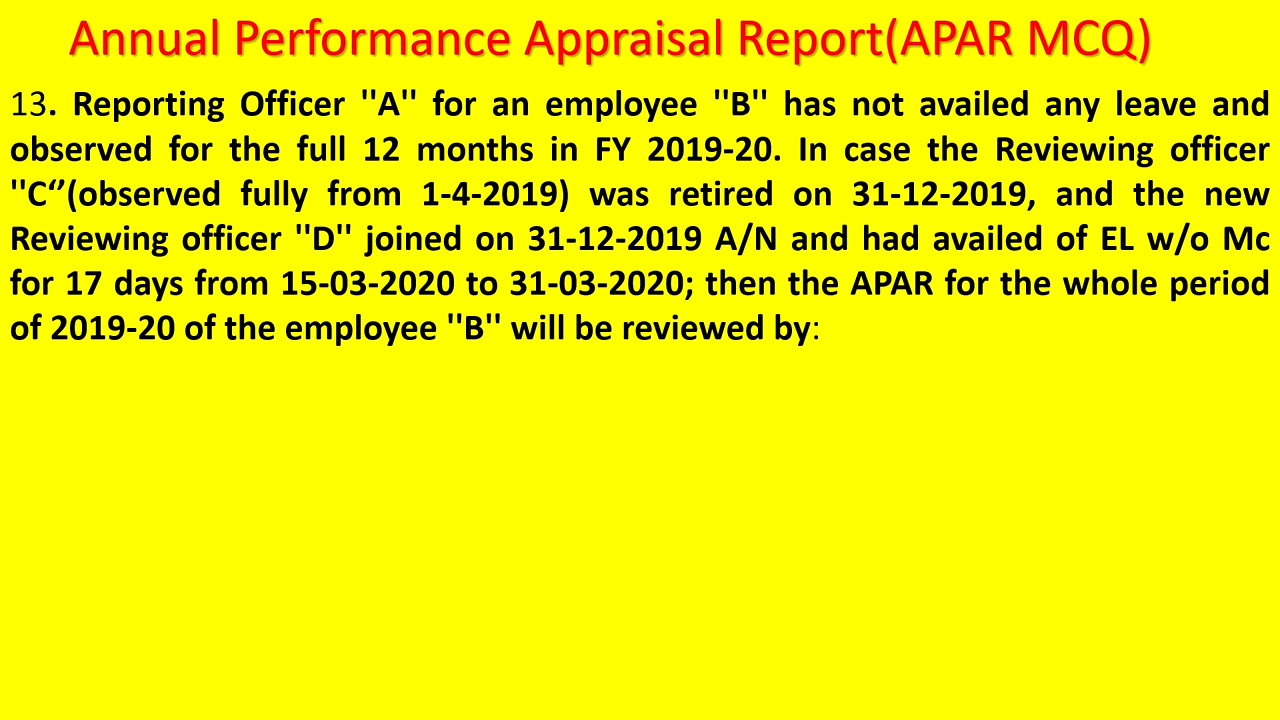 Annual Performance Appraisal Report(APAR MCQ)
13. Reporting Officer ''A'' for an employee ''B'' has not availed any leave and
observed for the full 12 months in FY 2019-20. In case the Reviewing officer
''C‘’(observed fully from 1-4-2019) was retired on 31-12-2019, and the new
Reviewing officer ''D'' joined on 31-12-2019 A/N and had availed of EL w/o Mc
for 17 days from 15-03-2020 to 31-03-2020; then the APAR for the whole period
of 2019-20 of the employee ''B'' will be reviewed by: